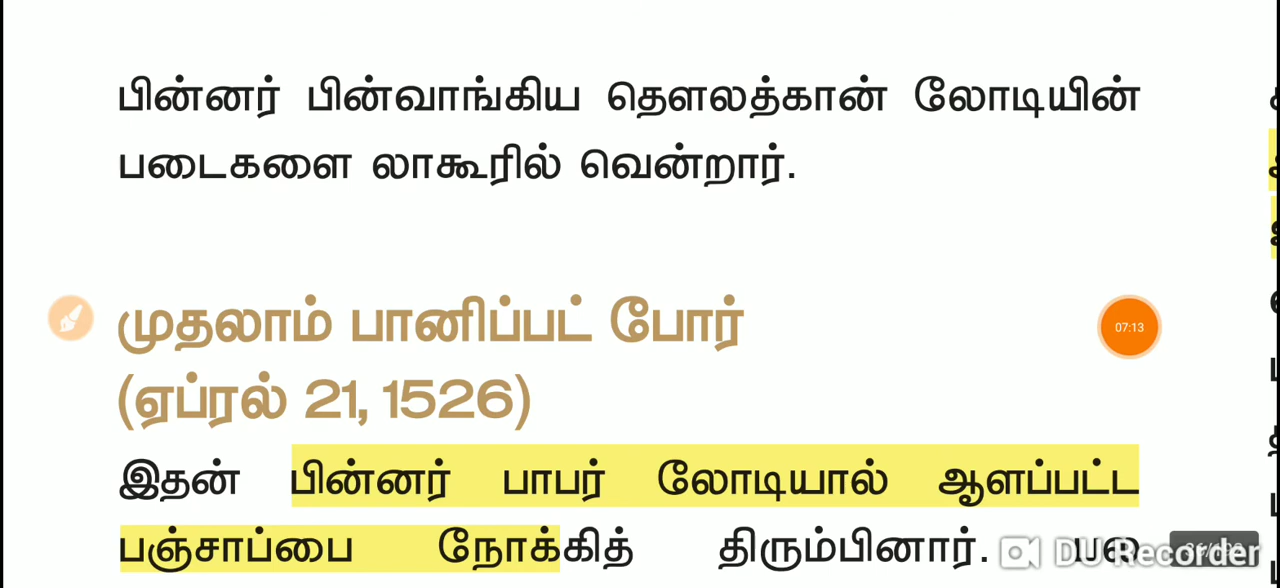 பின்னர் பின்வாங்கிய தௌலத்கான் லோடியின்
படைகளை லாகூரில் வென்றார்.
முதலாம் பானிப்பட் போர்
07:13
(ஏப்ரல் 21, 1526)
இதன் பின்னர் பாபர் லோடியால் ஆளப்பட்ட
பஞ்சாப்பை நோக்கித் திரும்பினார். பல
DU Recorder